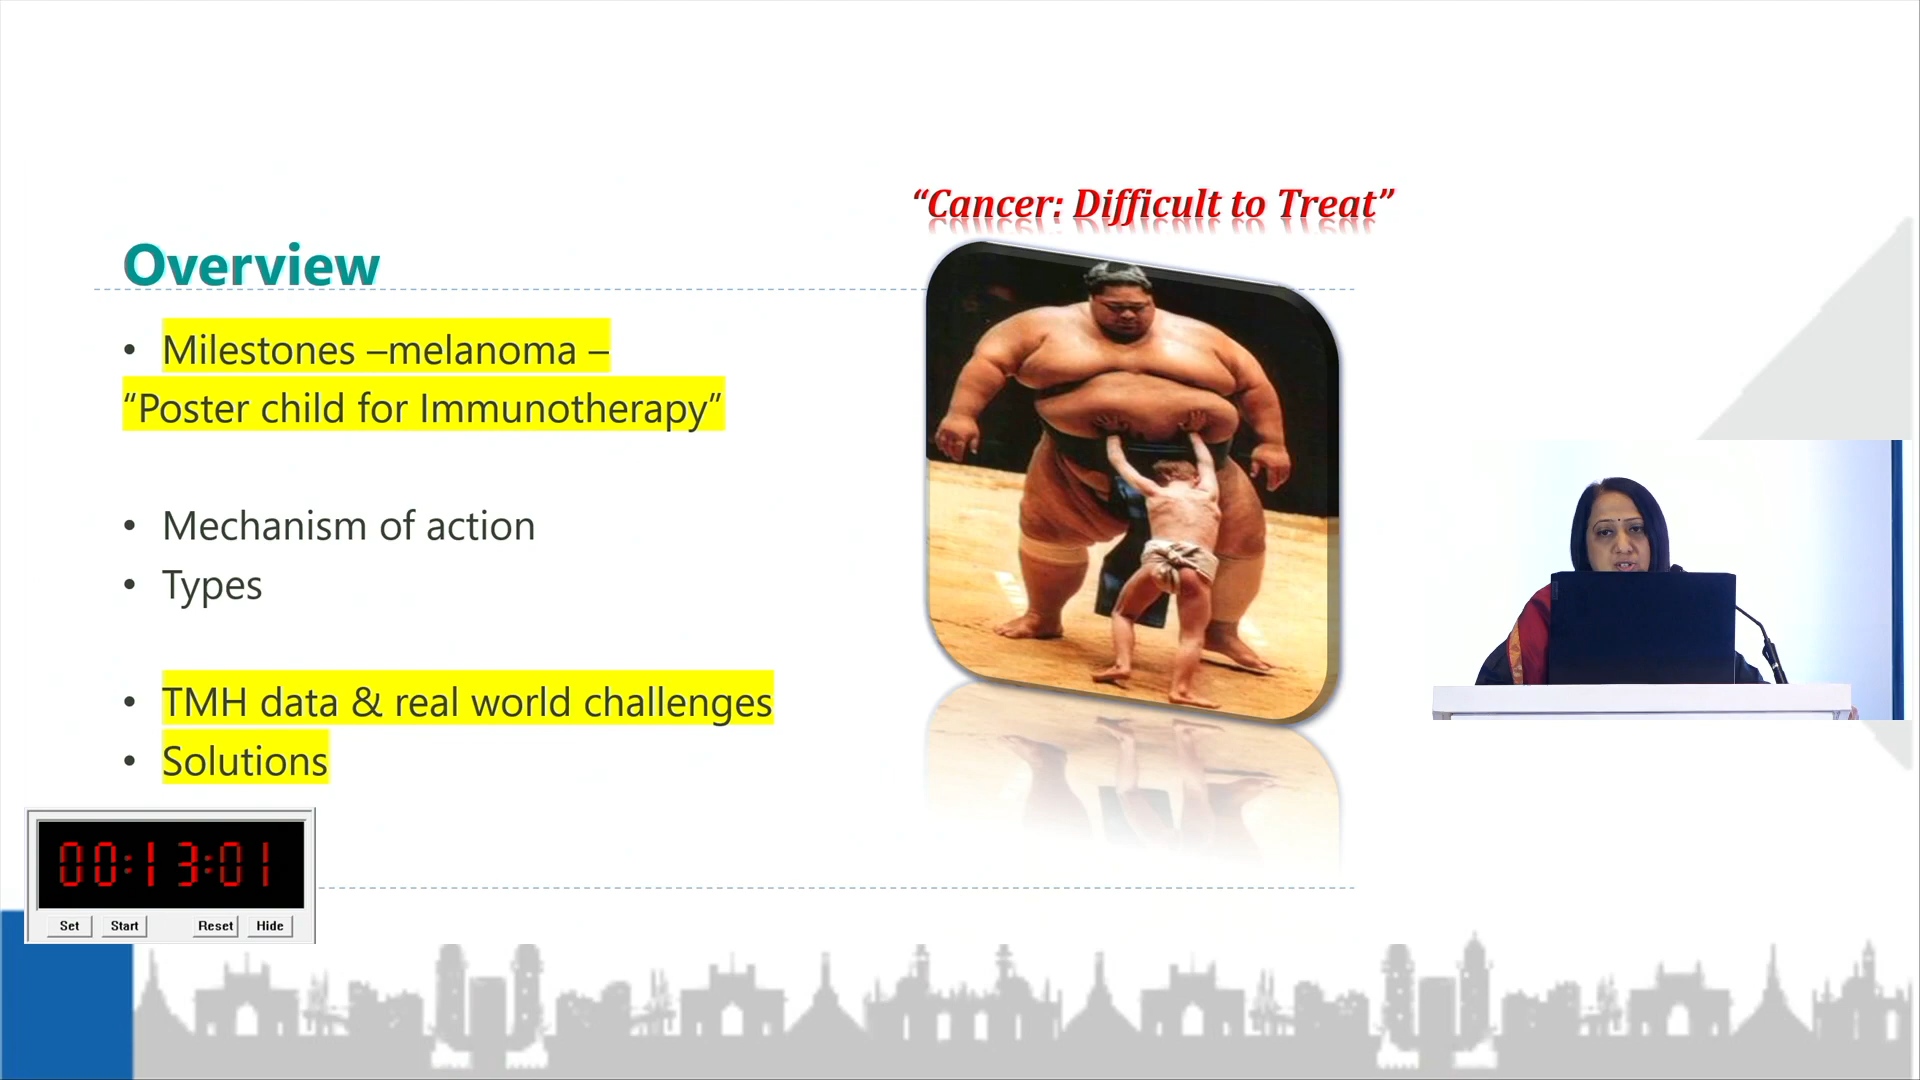 “Cancer: Difficult to Treat”
Overview
• Milestones –melanoma –
“Poster child for Immunotherapy”
• Mechanism of action
• Types
• TMH data & real world challenges
• Solutions
00:13:01
Set Start Reset Hide